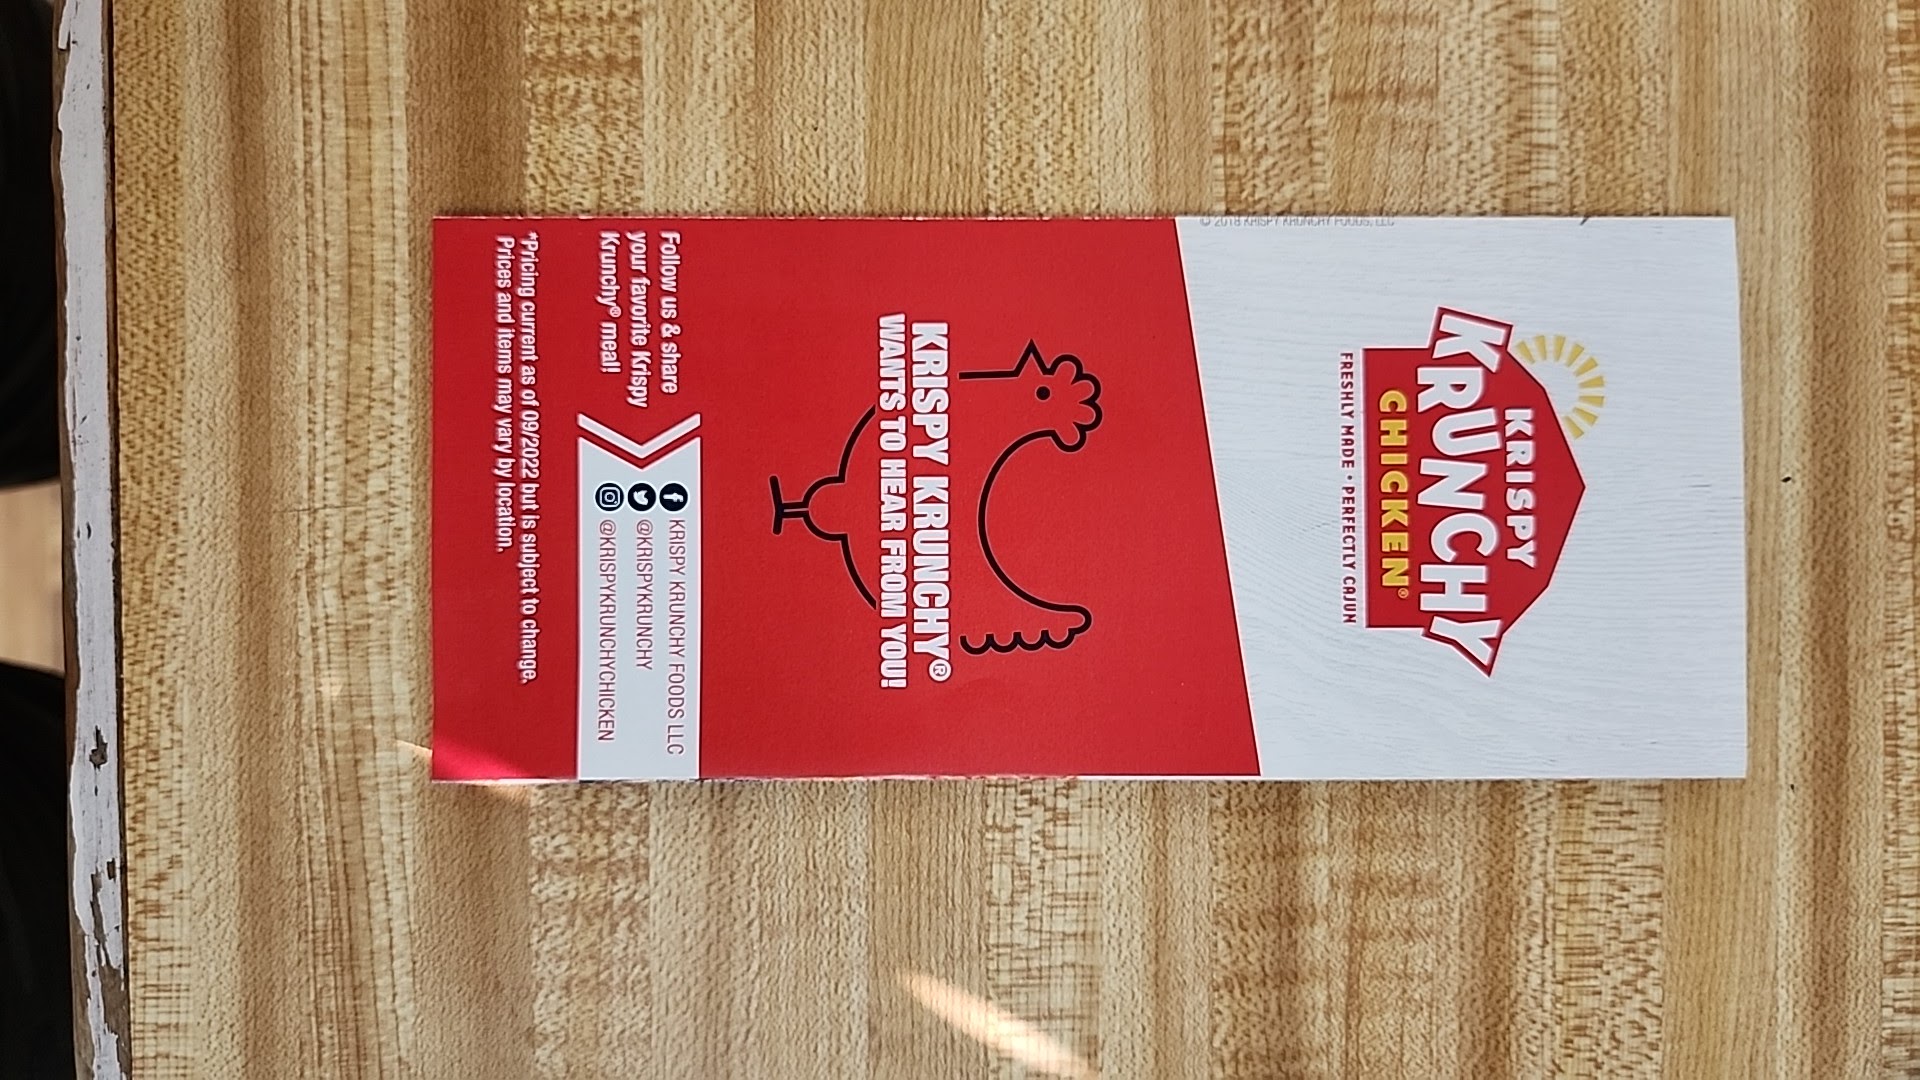 KRISPY
KRUNCHY
CHICKEN®
FRESHLY MADE • PERFECTLY CAJUN
© 2018 KRISPY KRUNCHY FOODS, LLC
KRISPY KRUNCHY®
WANTS TO HEAR FROM YOU!
Follow us & share
your favorite Krispy
Krunchy® meal!
KRISPY KRUNCHY FOODS LLC
@KRISPYKRUNCHY
@KRISPYKRUNCHYCHICKEN
*Pricing current as of 09/2022 but is subject to change.
Prices and items may vary by location.